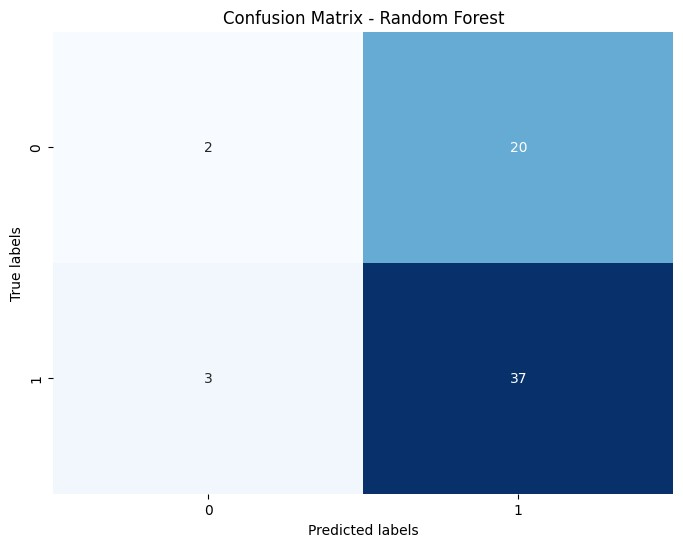 Confusion Matrix - Random Forest
True labels
0
2
20
1
3
37
0
1
Predicted labels